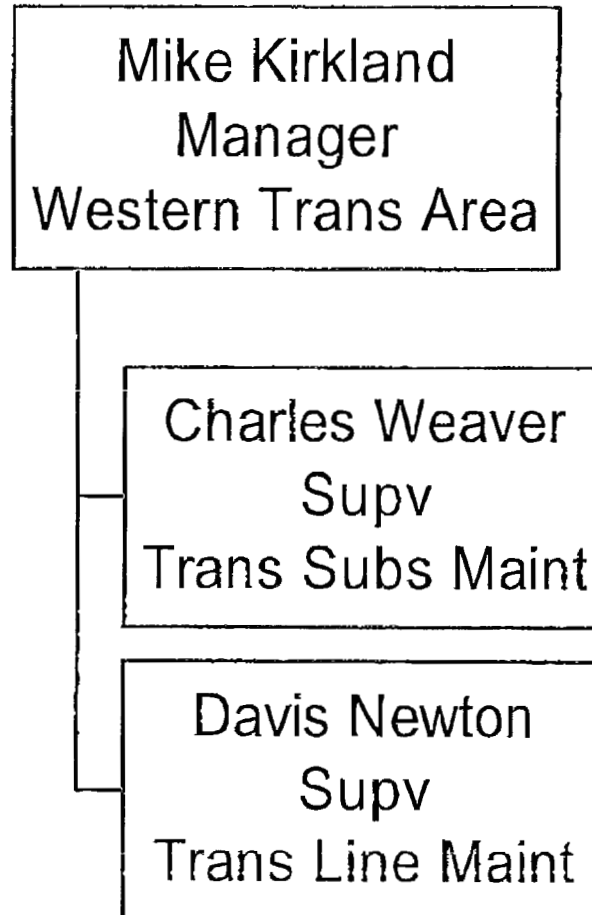 Mike Kirkland
Manager
Western Trans Area
Charles Weaver
Supv
Trans Subs Maint
Davis Newton
Supv
Trans Line Maint